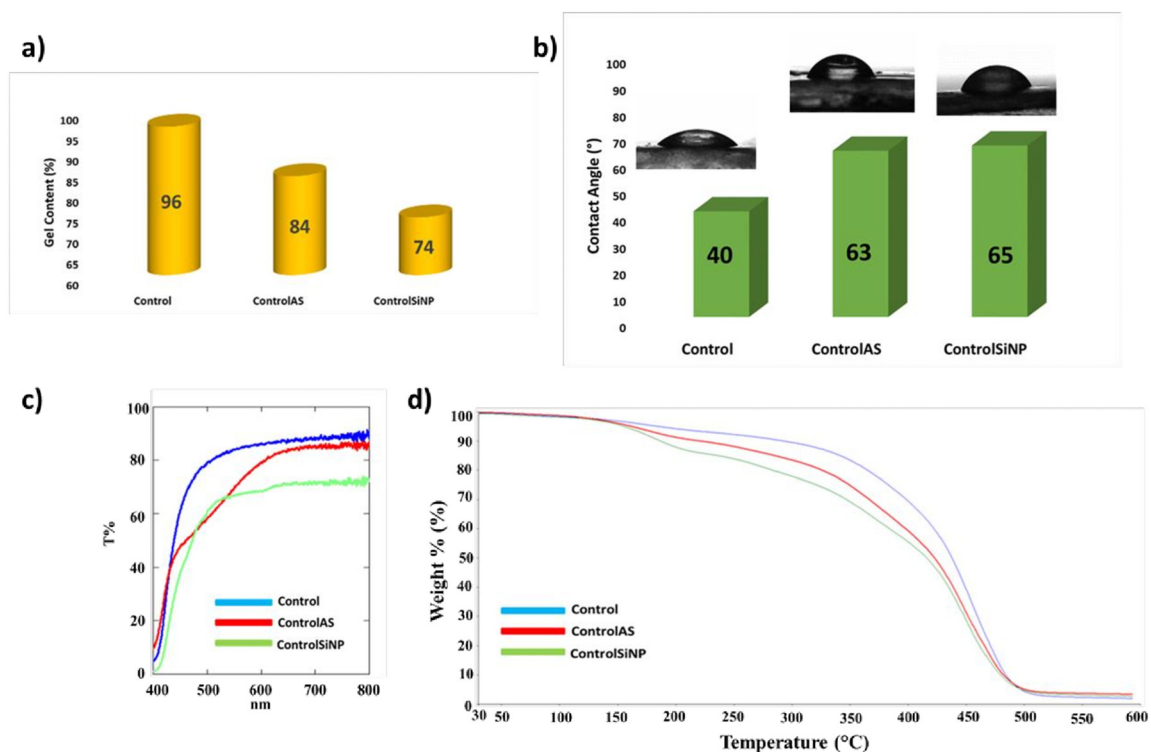 a)
Gel Content (%)
100
95
90
85
80
75
70
65
60
96
84
74
Control ControlAS ControlSiNP
b)
Contact Angle (°)
100
90
80
70
60
50
40
30
20
10
0
40
63
65
Control ControlAS ControlSiNP
c)
T%
100
80
60
40
20
0
Control
ControlAS
ControlSiNP
400 500 600 700 800
nm
d)
Weight % (%)
100
90
80
70
60
50
40
30
20
10
0
Control
ControlAS
ControlSiNP
30 50 100 150 200 250 300 350 400 450 500 550 600
Temperature (°C)